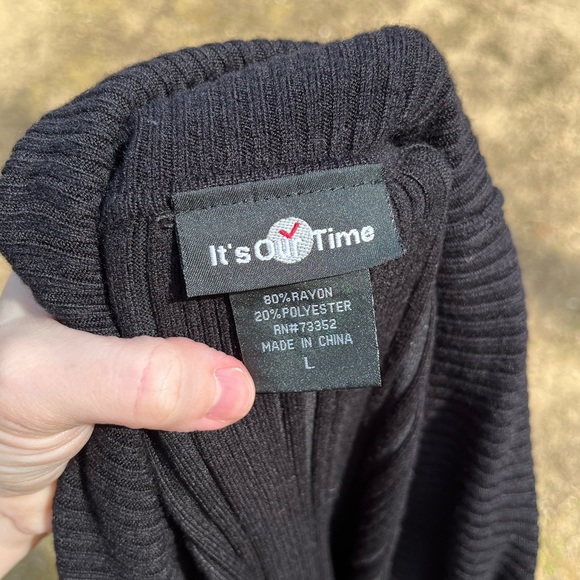 It's Our Time
80%RAYON
20%POLYESTER
RN#73352
MADE IN CHINA
L